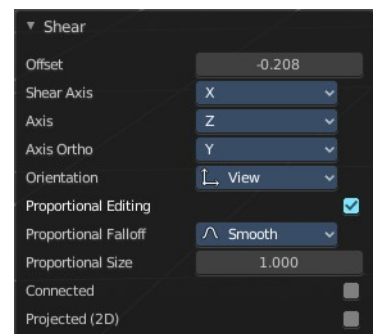 Shear
Offset -0.208
Shear Axis X
Axis Z
Axis Ortho Y
Orientation View
Proportional Editing
Proportional Falloff Smooth
Proportional Size 1.000
Connected
Projected (2D)